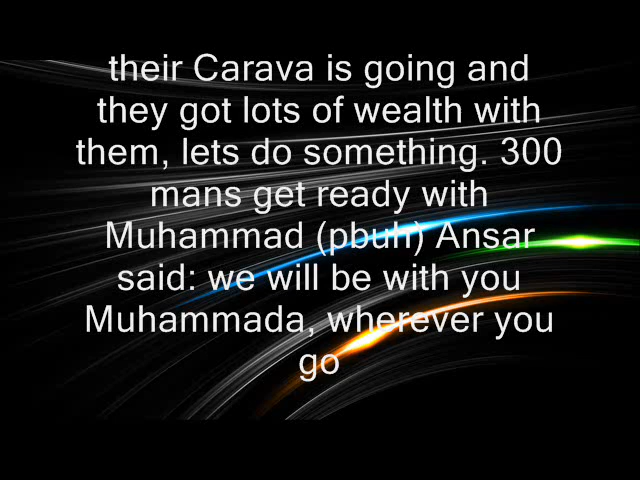 their Carava is going and
they got lots of wealth with
them, lets do something. 300
mans get ready with
Muhammad (pbuh) Ansar
said: we will be with you
Muhammada, wherever you
go